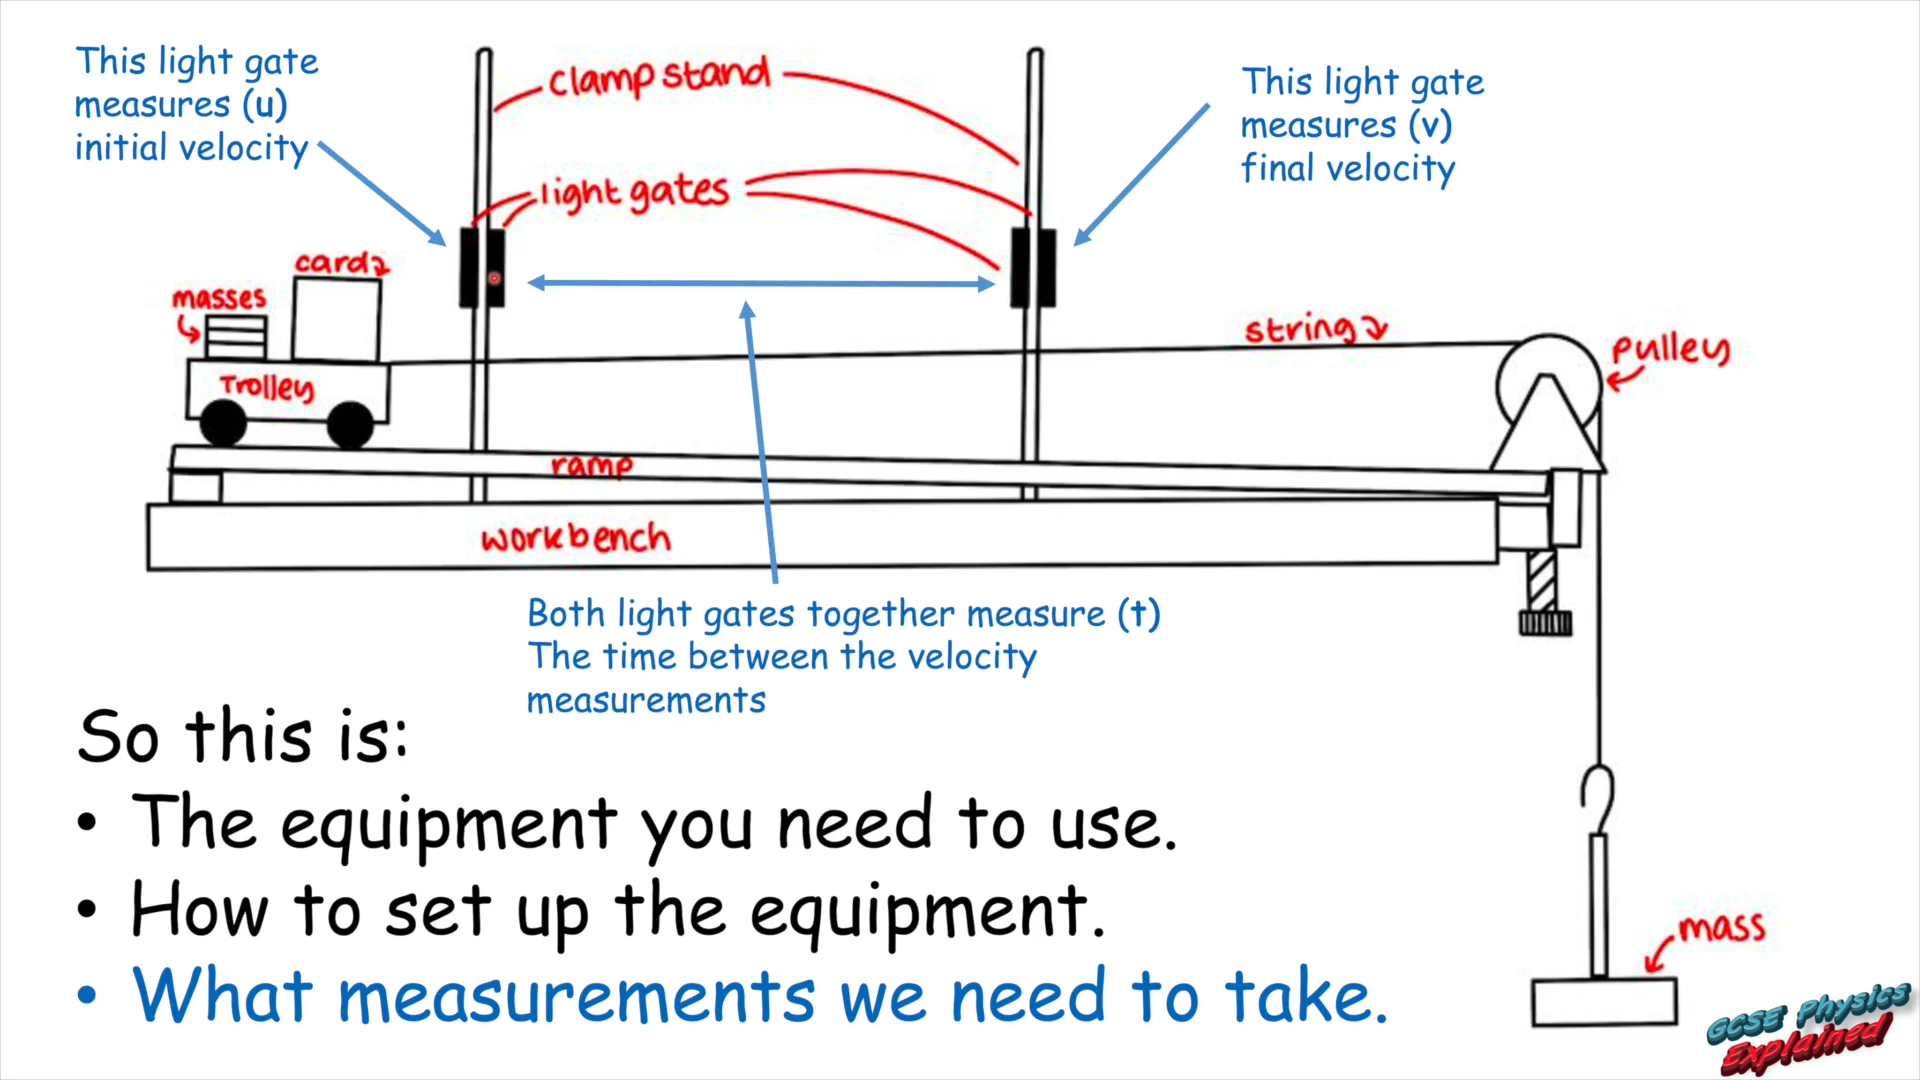 This light gate
measures (u)
initial velocity
clamp stand
This light gate
measures (v)
final velocity
light gates
card
masses
string
pulley
Trolley
ramp
workbench
Both light gates together measure (t)
The time between the velocity
measurements
So this is:
• The equipment you need to use.
• How to set up the equipment.
• What measurements we need to take.
mass
GCSE Physics
Explained